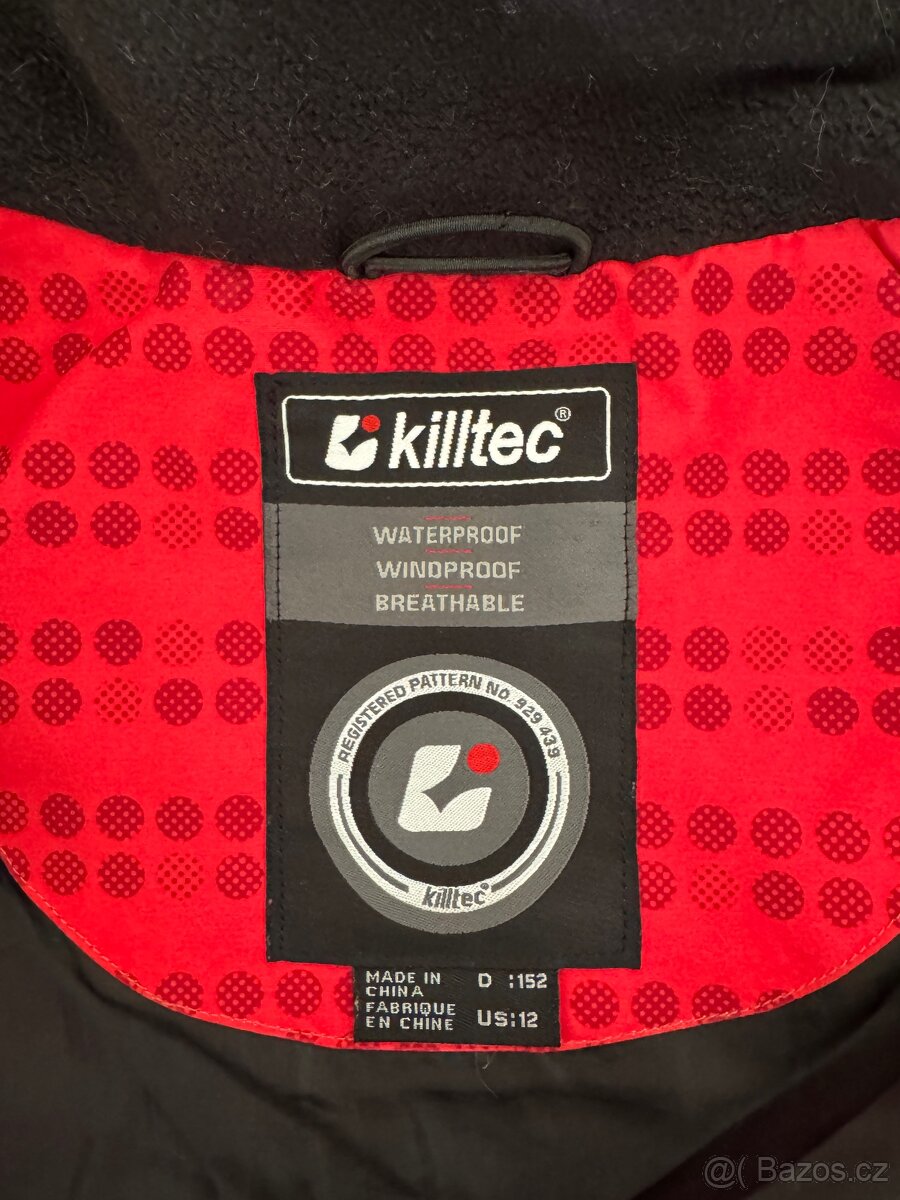 killtec®
WATERPROOF
WINDPROOF
BREATHABLE
REGISTERED PATTERN NO. 929 439
killtec®
MADE IN
CHINA
D :152
FABRIQUE
EN CHINE
US:12
@( Bazos.cz